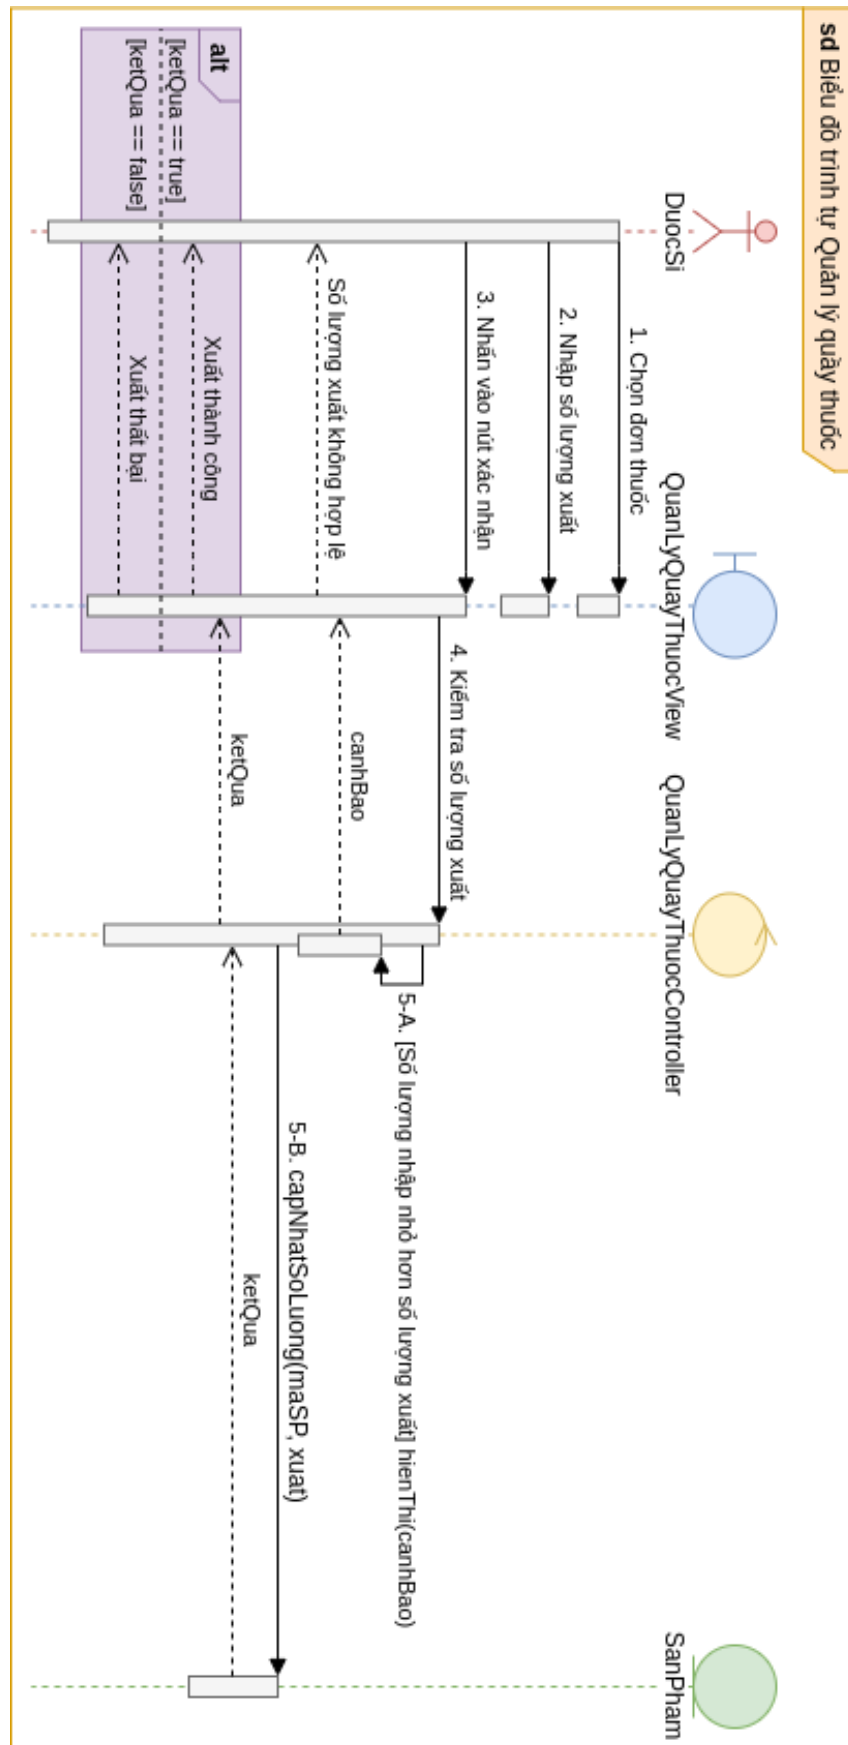 sd Biểu đồ trình tự Quản lý quầy thuốc
DuocSi
QuanLyQuayThuocView
QuanLyQuayThuocController
SanPham
1. Chọn đơn thuốc
2. Nhập số lượng xuất
3. Nhấn vào nút xác nhận
4. Kiểm tra số lượng xuất
5-A. [Số lượng nhập nhỏ hơn số lượng xuất] hienThi(canhBao)
canhBao
Số lượng xuất không hợp lệ
5-B. capNhatSoLuong(maSP, xuat)
ketQua
ketQua
alt
[ketQua == true]
Xuất thành công
[ketQua == false]
Xuất thất bại